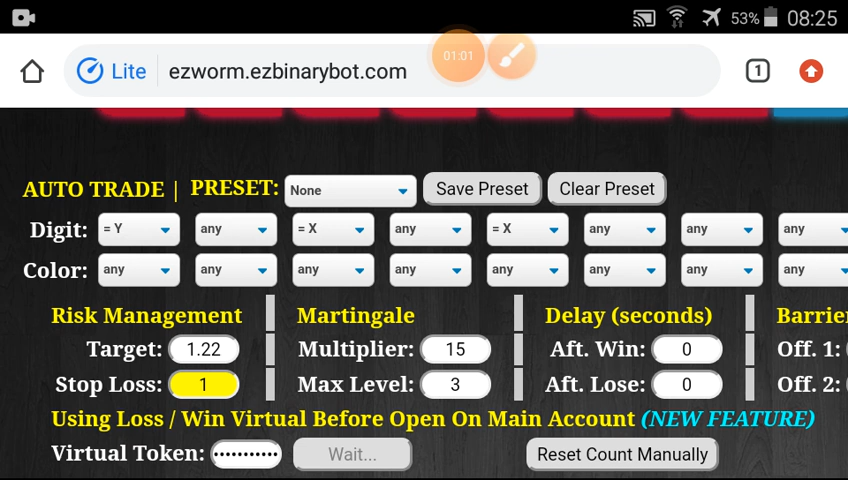 53% 08:25
01:01
Lite ezworm.ezbinarybot.com 1
AUTO TRADE | PRESET: None Save Preset Clear Preset
Digit: = Y any = X any = X any any any
Color: any any any any any any any any
Risk Management Martingale Delay (seconds) Barrie
Target: 1.22 Multiplier: 15 Aft. Win: 0 Off. 1:
Stop Loss: 1 Max Level: 3 Aft. Lose: 0 Off. 2:
Using Loss / Win Virtual Before Open On Main Account (NEW FEATURE)
Virtual Token: ••••••••••• Wait... Reset Count Manually